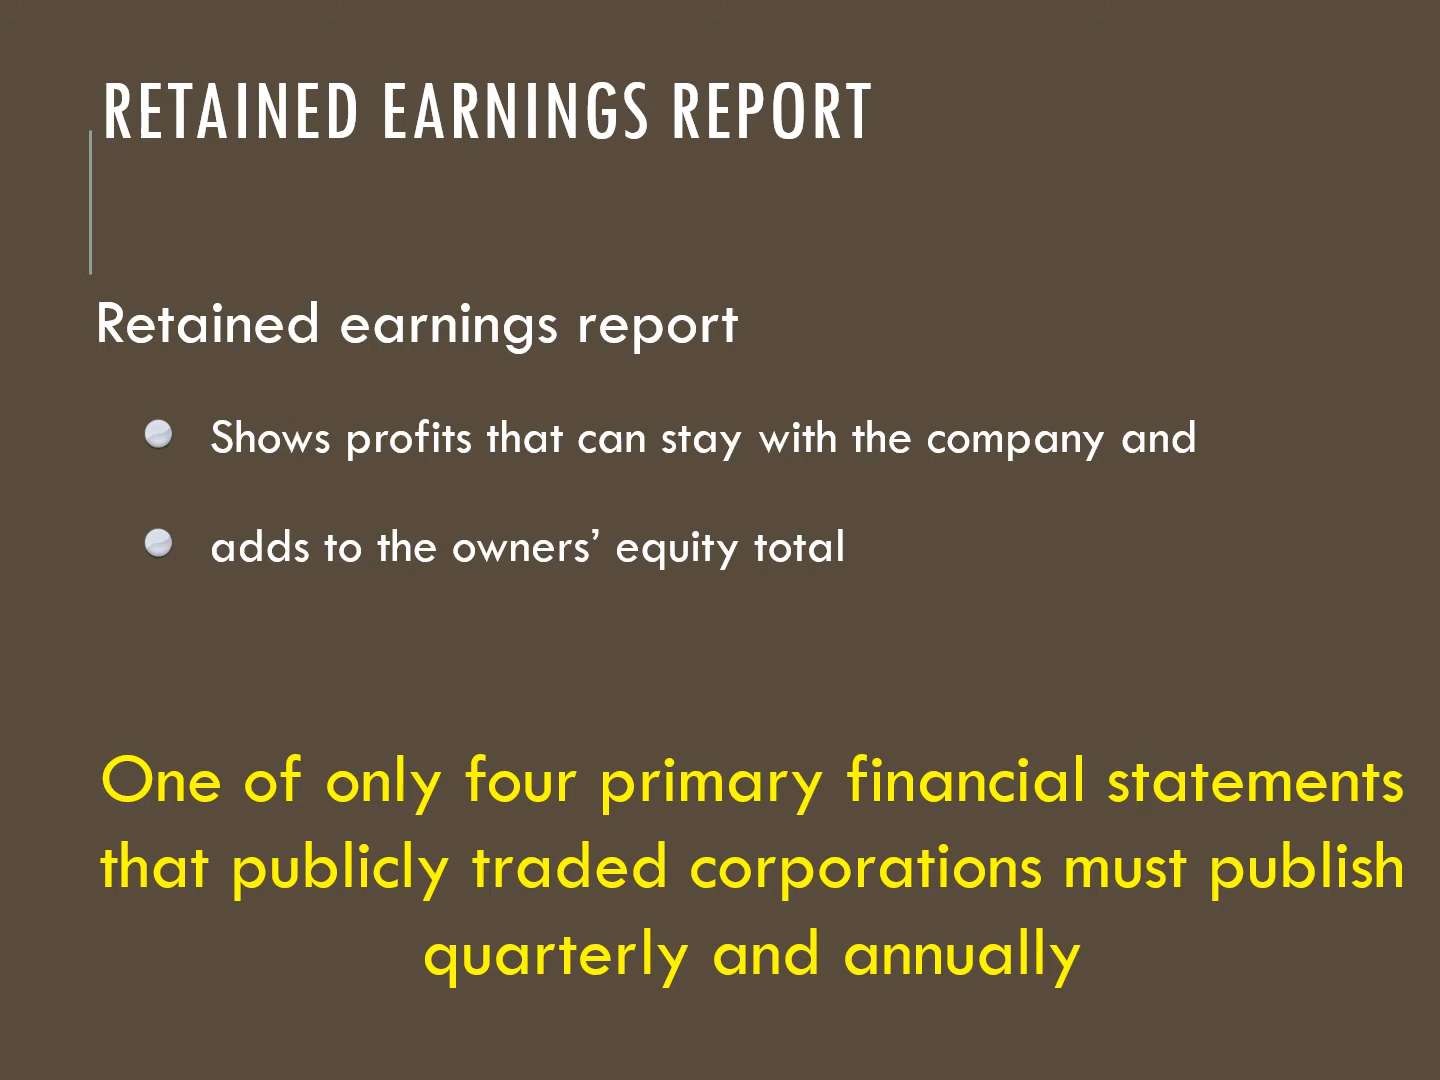 RETAINED EARNINGS REPORT
Retained earnings report
Shows profits that can stay with the company and
adds to the owners’ equity total
One of only four primary financial statements
that publicly traded corporations must publish
quarterly and annually